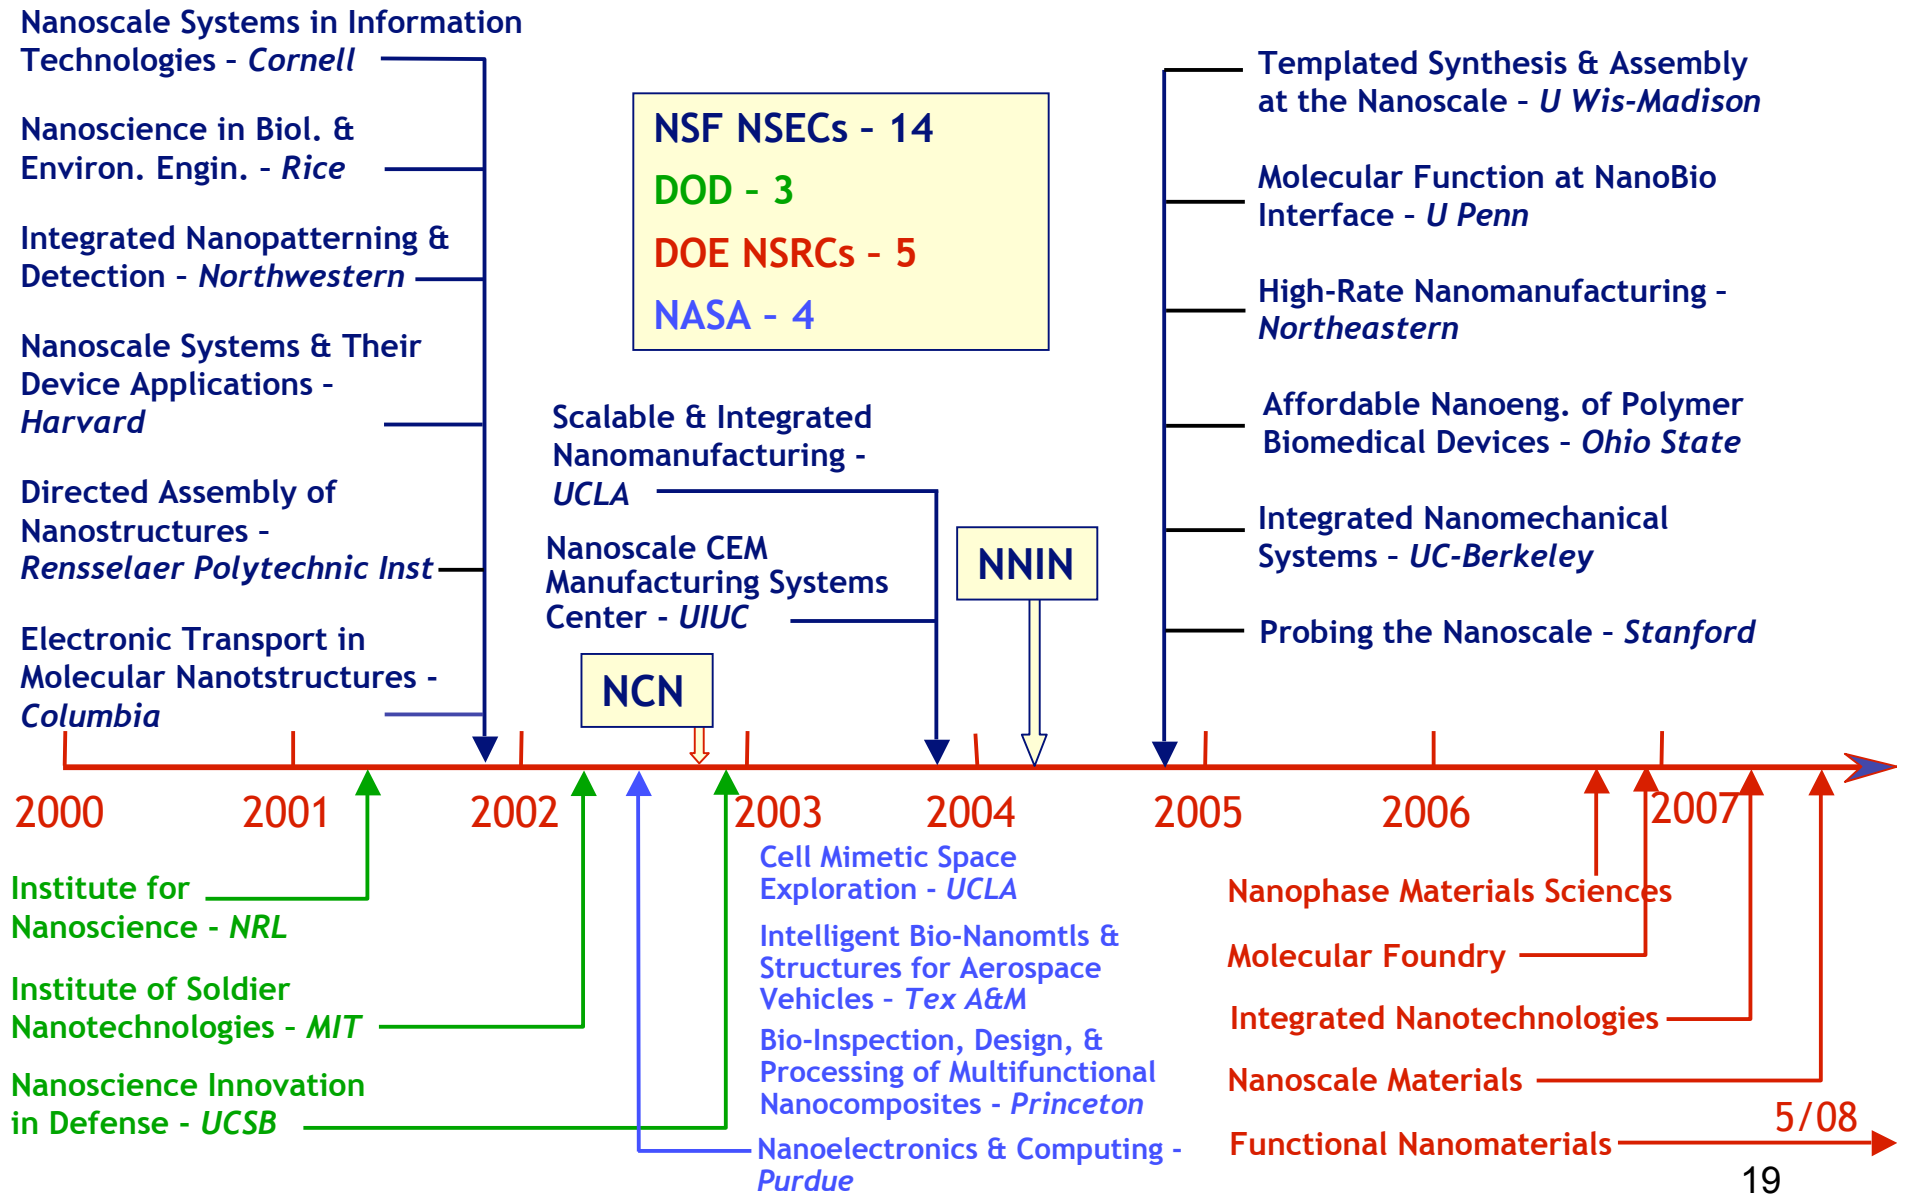 Nanoscale Systems in Information
Technologies – Cornell
Nanoscience in Biol. &
Environ. Engin. – Rice
Integrated Nanopatterning &
Detection – Northwestern
Nanoscale Systems & Their
Device Applications –
Harvard
Directed Assembly of
Nanostructures –
Rensselaer Polytechnic Inst
Electronic Transport in
Molecular Nanotstructures -
Columbia
NSF NSECs – 14
DOD – 3
DOE NSRCs – 5
NASA – 4
Scalable & Integrated
Nanomanufacturing -
UCLA
Nanoscale CEM
Manufacturing Systems
Center - UIUC
NCN
NNIN
Templated Synthesis & Assembly
at the Nanoscale – U Wis-Madison
Molecular Function at NanoBio
Interface – U Penn
High-Rate Nanomanufacturing –
Northeastern
Affordable Nanoeng. of Polymer
Biomedical Devices – Ohio State
Integrated Nanomechanical
Systems – UC-Berkeley
Probing the Nanoscale – Stanford
2000
2001
2002
2003
2004
2005
2006
2007
Institute for
Nanoscience - NRL
Institute of Soldier
Nanotechnologies – MIT
Nanoscience Innovation
in Defense - UCSB
Cell Mimetic Space
Exploration - UCLA
Intelligent Bio-Nanomtls &
Structures for Aerospace
Vehicles – Tex A&M
Bio-Inspection, Design, &
Processing of Multifunctional
Nanocomposites - Princeton
Nanoelectronics & Computing -
Purdue
Nanophase Materials Sciences
Molecular Foundry
Integrated Nanotechnologies
Nanoscale Materials
5/08
Functional Nanomaterials
19